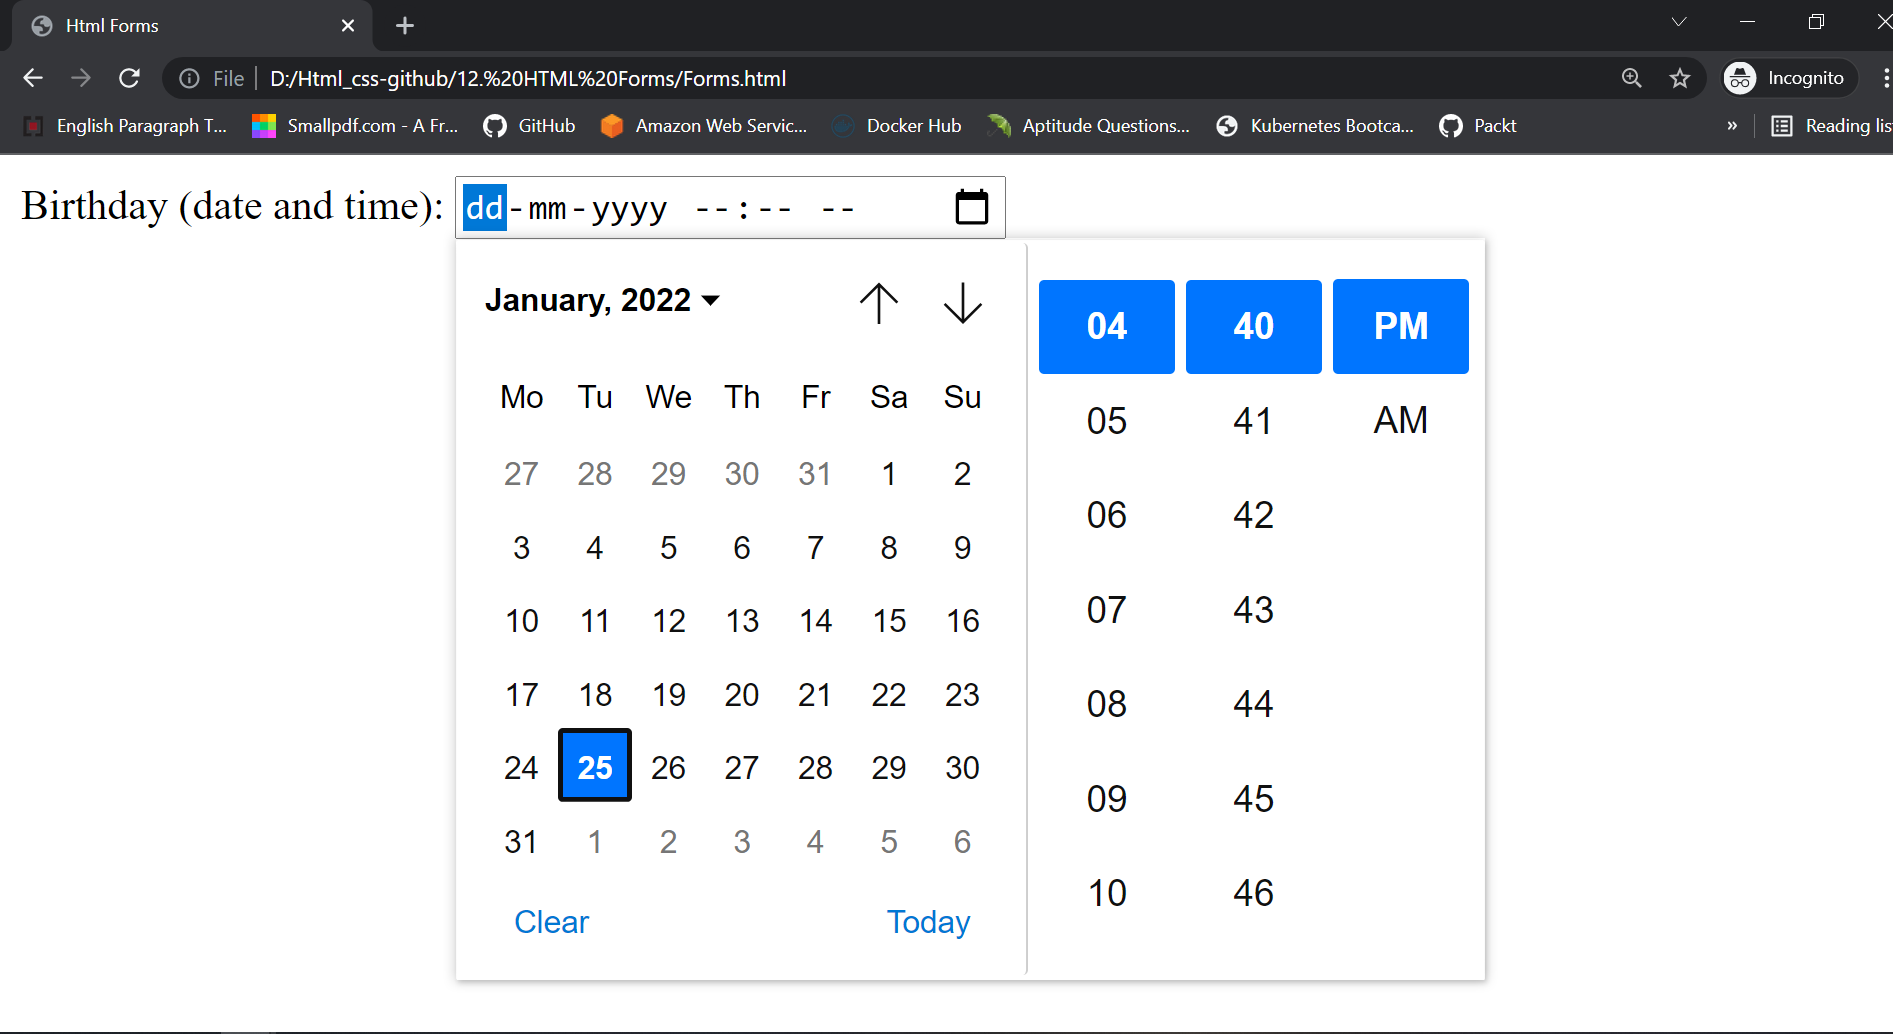 Html Forms
File D:/Html_css-github/12.%20HTML%20Forms/Forms.html Incognito
English Paragraph T... Smallpdf.com - A Fr... GitHub Amazon Web Servic... Docker Hub Aptitude Questions... Kubernetes Bootca... Packt » Reading lis
Birthday (date and time): dd-mm-yyyy --:-- --
January, 2022
Mo Tu We Th Fr Sa Su
27 28 29 30 31 1 2
3 4 5 6 7 8 9
10 11 12 13 14 15 16
17 18 19 20 21 22 23
24 25 26 27 28 29 30
31 1 2 3 4 5 6
Clear Today
04 40 PM
05 41 AM
06 42
07 43
08 44
09 45
10 46